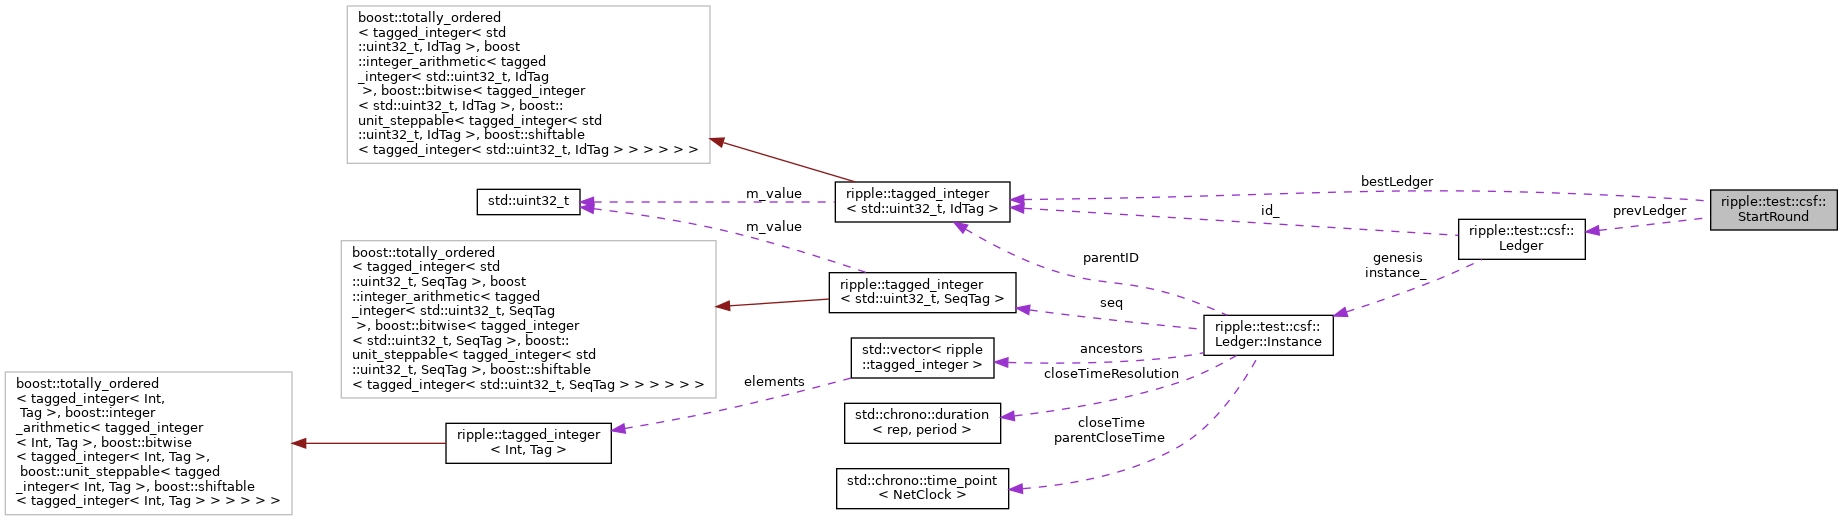 boost::totally_ordered
< tagged_integer< std
::uint32_t, IdTag >, boost
::integer_arithmetic< tagged
_integer< std::uint32_t, IdTag
 >, boost::bitwise< tagged_integer
< std::uint32_t, IdTag >, boost::
unit_steppable< tagged_integer< std
::uint32_t, IdTag >, boost::shiftable
< tagged_integer< std::uint32_t, IdTag > > > > > >
std::uint32_t
m_value
m_value
ripple::tagged_integer
< std::uint32_t, IdTag >
bestLedger
id_
prevLedger
ripple::test::csf::
StartRound
ripple::test::csf::
Ledger
parentID
genesis
instance_
boost::totally_ordered
< tagged_integer< std
::uint32_t, SeqTag >, boost
::integer_arithmetic< tagged
_integer< std::uint32_t, SeqTag
 >, boost::bitwise< tagged_integer
< std::uint32_t, SeqTag >, boost::
unit_steppable< tagged_integer< std
::uint32_t, SeqTag >, boost::shiftable
< tagged_integer< std::uint32_t, SeqTag > > > > > >
ripple::tagged_integer
< std::uint32_t, SeqTag >
seq
ripple::test::csf::
Ledger::Instance
std::vector< ripple
::tagged_integer >
ancestors
closeTimeResolution
elements
boost::totally_ordered
< tagged_integer< Int,
 Tag >, boost::integer
_arithmetic< tagged_integer
< Int, Tag >, boost::bitwise
< tagged_integer< Int, Tag >,
 boost::unit_steppable< tagged
_integer< Int, Tag >, boost::shiftable
< tagged_integer< Int, Tag > > > > > >
ripple::tagged_integer
< Int, Tag >
std::chrono::duration
< rep, period >
closeTime
parentCloseTime
std::chrono::time_point
< NetClock >